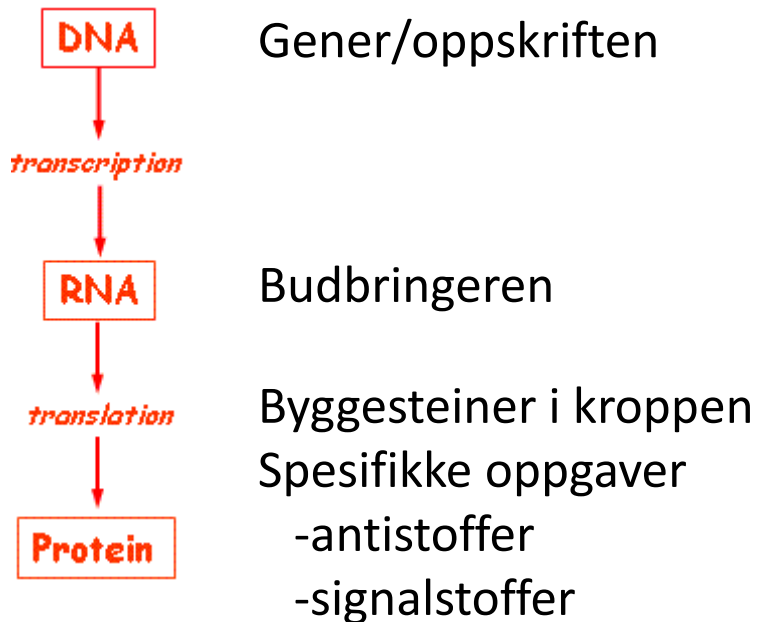 DNA Gener/oppskriften
transcription
RNA Budbringeren
translation Byggesteiner i kroppen
Spesifikke oppgaver
-antistoffer
Protein
-signalstoffer